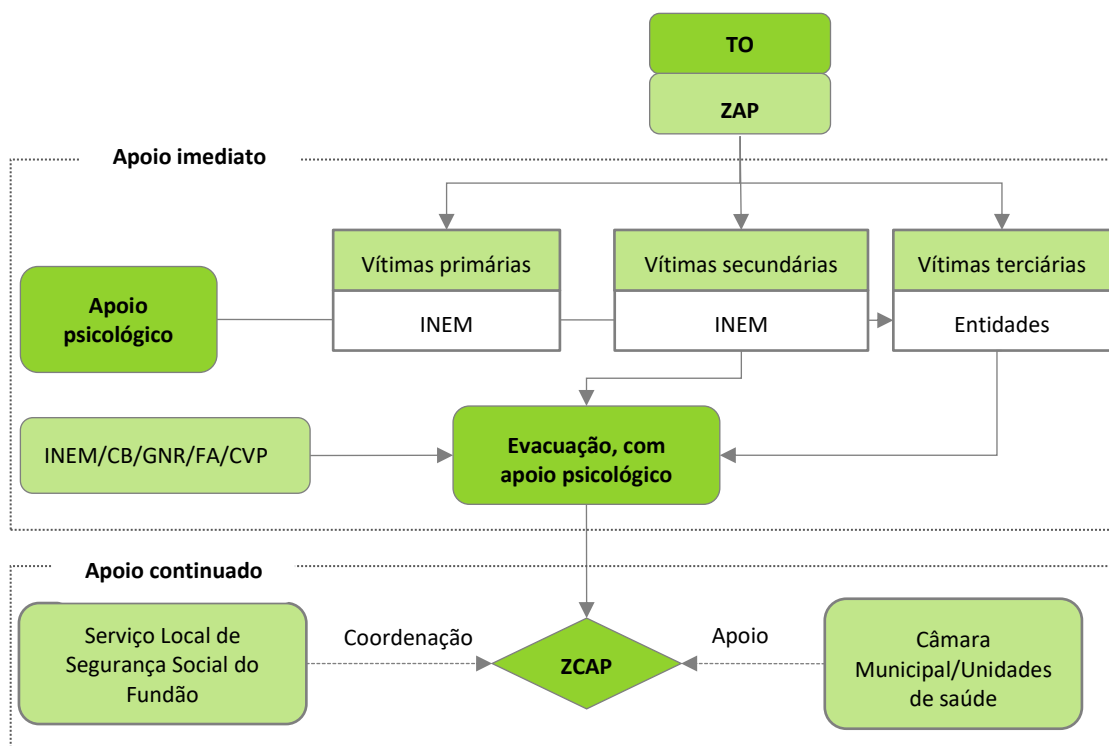 TO
ZAP
Apoio imediato
Vítimas primárias
Vítimas secundárias
Vítimas terciárias
Apoio
psicológico
INEM
INEM
Entidades
INEM/CB/GNR/FA/CVP
Evacuação, com
apoio psicológico
Apoio continuado
Serviço Local de
Segurança Social do
Fundão
Coordenação
ZCAP
Apoio
Câmara
Municipal/Unidades
de saúde